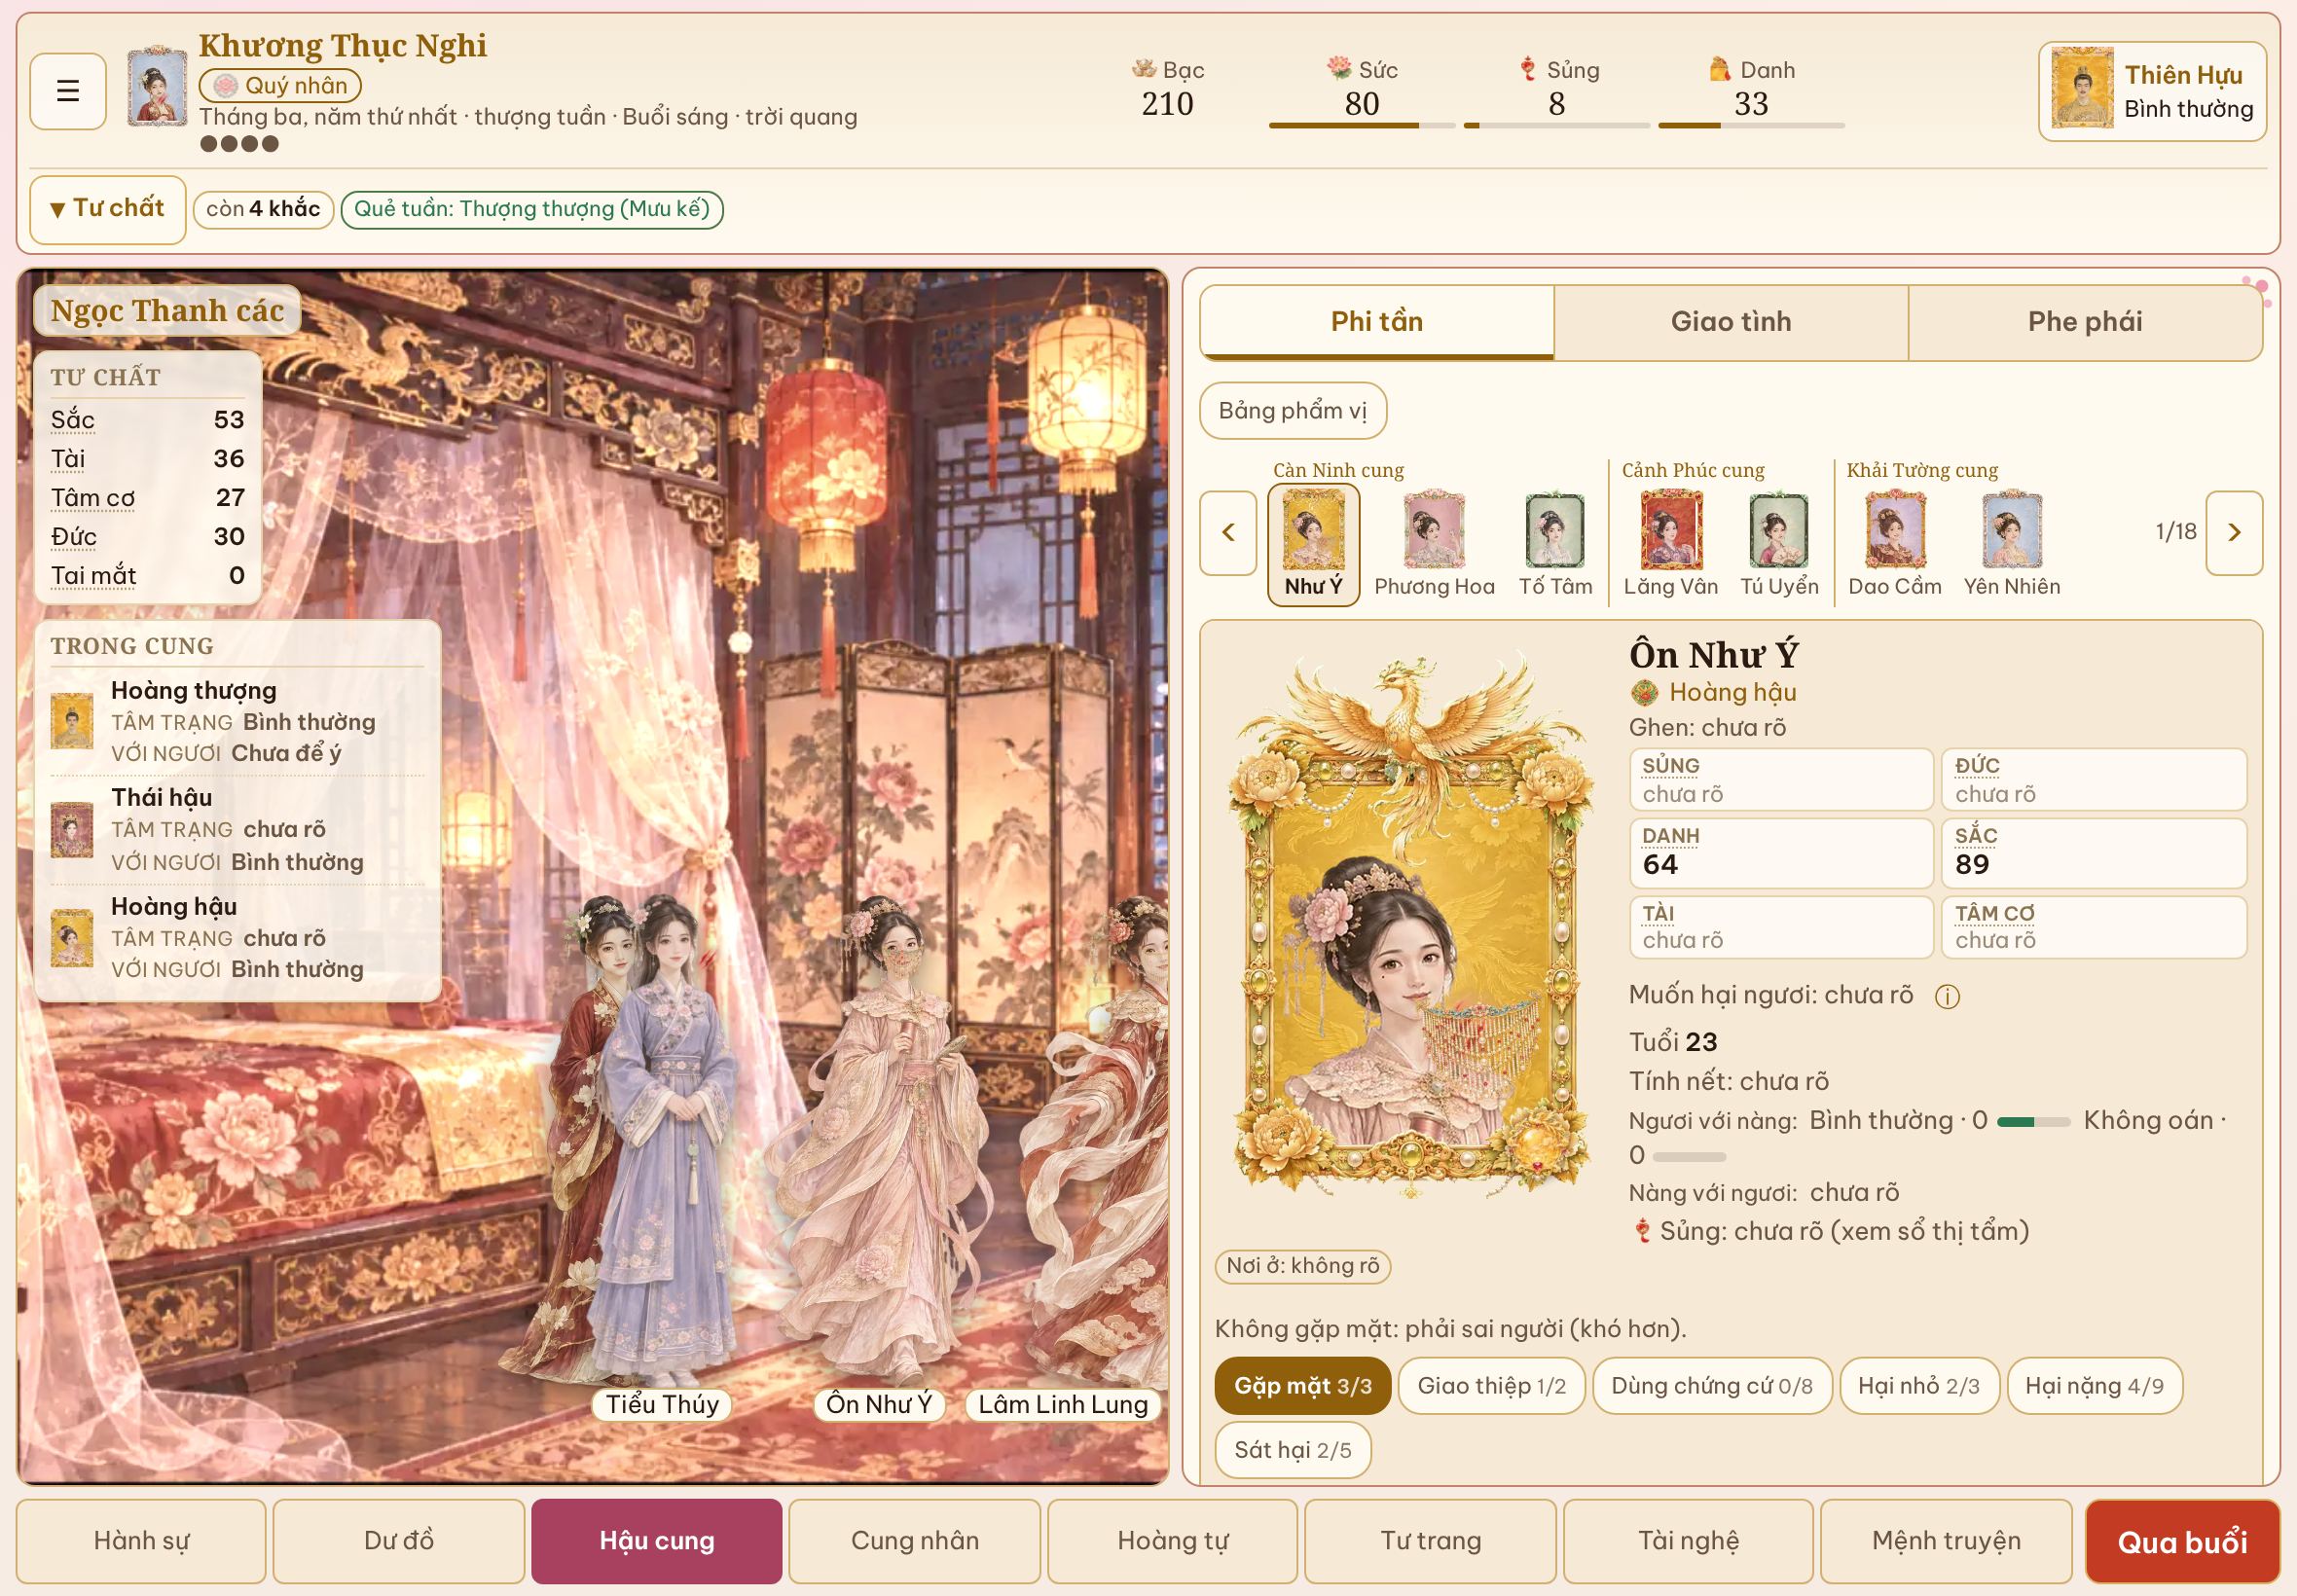 ☰
Khương Thục Nghi
Quý nhân
Tháng ba, năm thứ nhất · thượng tuần · Buổi sáng · trời quang
Bạc
210
Sức
80
Sủng
8
Danh
33
Thiên Hựu
Bình thường
▼ Tư chất
còn 4 khắc
Quẻ tuần: Thượng thượng (Mưu kế)
Ngọc Thanh các
TƯ CHẤT
Sắc 53
Tài 36
Tâm cơ 27
Đức 30
Tai mắt 0
TRONG CUNG
Hoàng thượng
TÂM TRẠNG Bình thường
VỚI NGƯƠI Chưa để ý
Thái hậu
TÂM TRẠNG chưa rõ
VỚI NGƯƠI Bình thường
Hoàng hậu
TÂM TRẠNG chưa rõ
VỚI NGƯƠI Bình thường
Tiểu Thúy
Ôn Như Ý
Lâm Linh Lung
Phi tần
Giao tình
Phe phái
Bảng phẩm vị
Càn Ninh cung
Cảnh Phúc cung
Khải Tường cung
‹
Như Ý
Phương Hoa
Tố Tâm
Lăng Vân
Tú Uyển
Dao Cầm
Yên Nhiên
1/18
›
Ôn Như Ý
Hoàng hậu
Ghen: chưa rõ
SỦNG
chưa rõ
ĐỨC
chưa rõ
DANH
64
SẮC
89
TÀI
chưa rõ
TÂM CƠ
chưa rõ
Muốn hại ngươi: chưa rõ ⓘ
Tuổi 23
Tính nết: chưa rõ
Ngươi với nàng: Bình thường · 0 Không oán ·
0
Nàng với ngươi: chưa rõ
Sủng: chưa rõ (xem sổ thị tẩm)
Nơi ở: không rõ
Không gặp mặt: phải sai người (khó hơn).
Gặp mặt 3/3
Giao thiệp 1/2
Dùng chứng cứ 0/8
Hại nhỏ 2/3
Hại nặng 4/9
Sát hại 2/5
Hành sự
Dư đồ
Hậu cung
Cung nhân
Hoàng tự
Tư trang
Tài nghệ
Mệnh truyện
Qua buổi